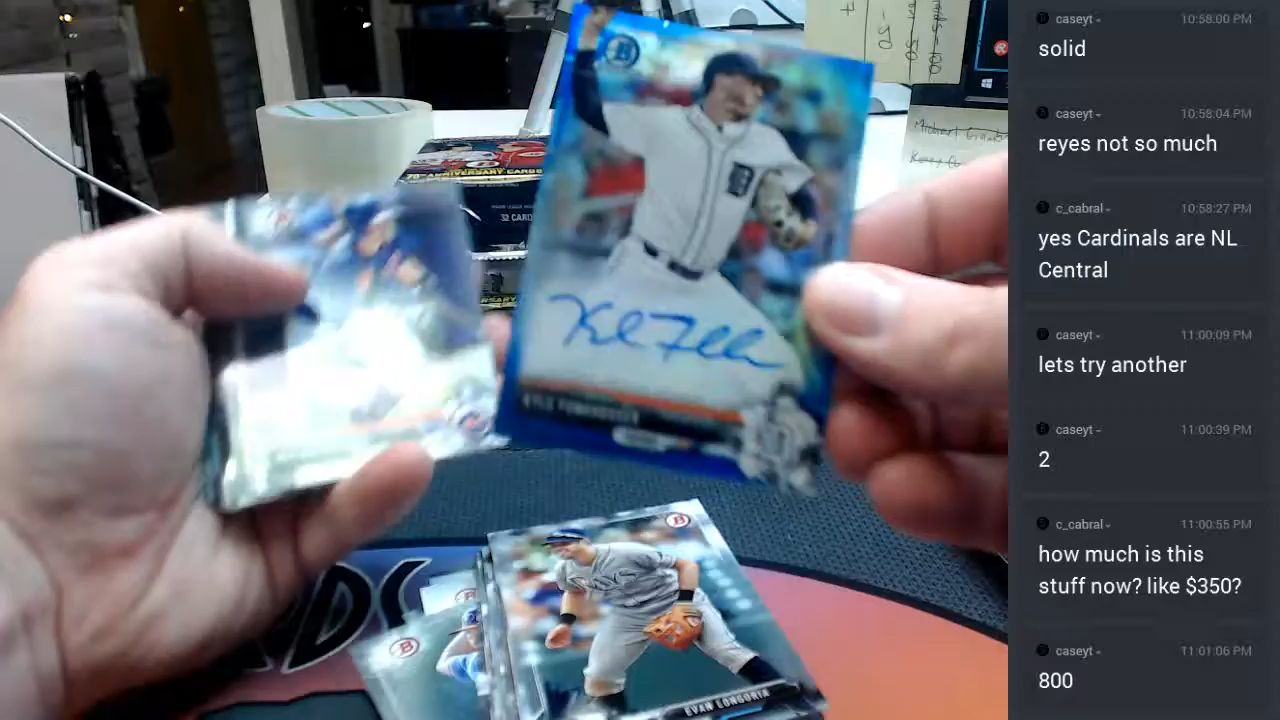 caseyt
10:58:00 PM
solid
caseyt
10:58:04 PM
reyes not so much
c_cabral
10:58:27 PM
yes Cardinals are NL
Central
caseyt
11:00:09 PM
lets try another
caseyt
11:00:39 PM
2
c_cabral
11:00:55 PM
how much is this
stuff now? like $350?
caseyt
11:01:06 PM
800
32 CARD
EVAN LONGORIA
RAYS